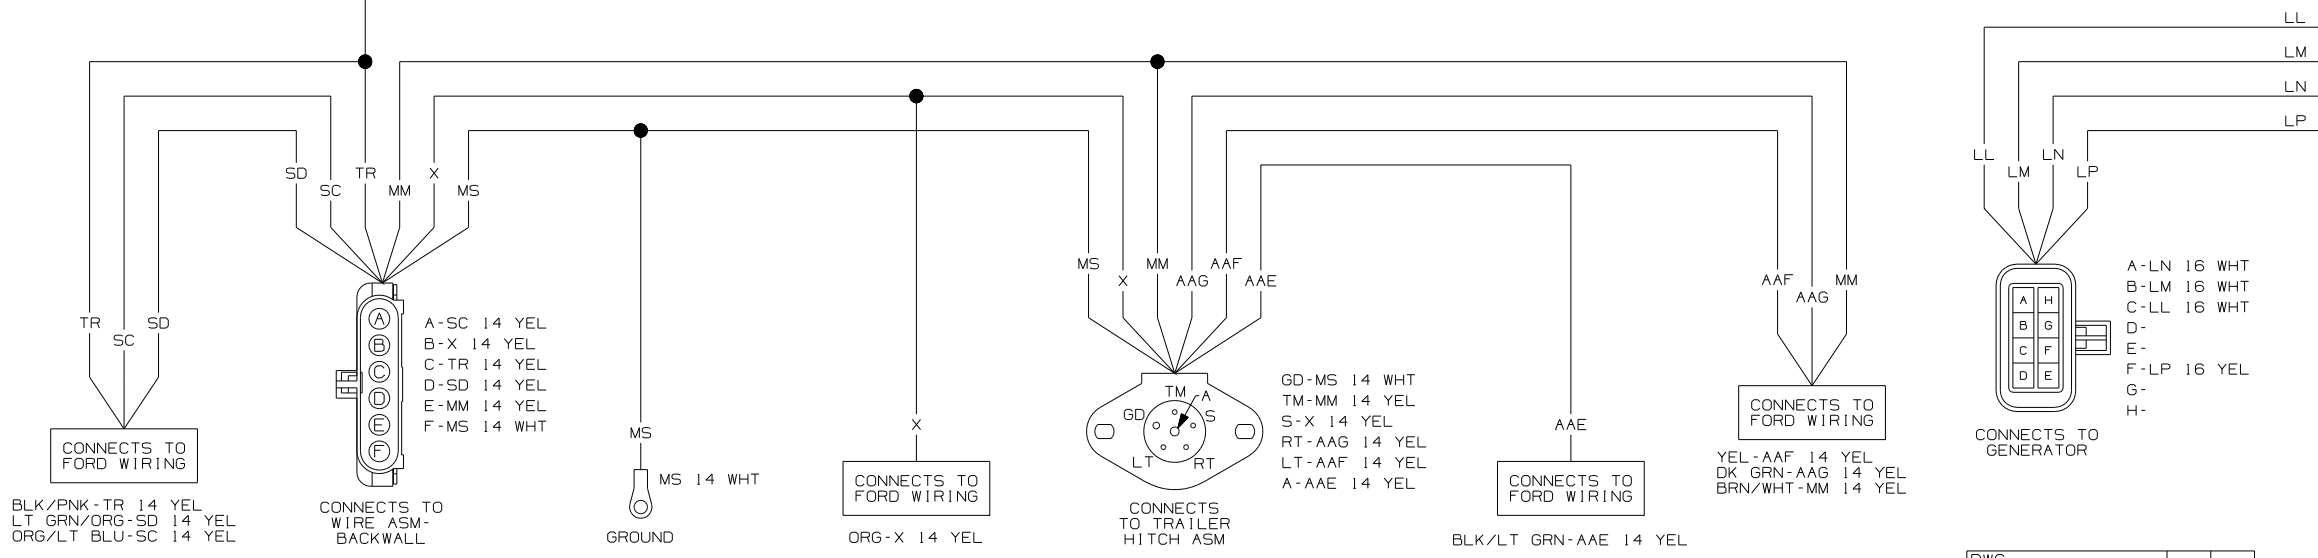 LL
LM
LN
LP
SD
SC
TR
MM
X
MS
LL
LM
LN
LP
TR
SC
SD
A
B
C
D
E
F
A-SC 14 YEL
B-X 14 YEL
C-TR 14 YEL
D-SD 14 YEL
E-MM 14 YEL
F-MS 14 WHT
CONNECTS TO
FORD WIRING
BLK/PNK-TR 14 YEL
LT GRN/ORG-SD 14 YEL
ORG/LT BLU-SC 14 YEL
CONNECTS TO
WIRE ASM-
BACKWALL
MS
MS 14 WHT
GROUND
X
CONNECTS TO
FORD WIRING
ORG-X 14 YEL
MS
X
MM
AAG
AAF
AAE
TM
A
GD
S
LT
RT
CONNECTS
TO TRAILER
HITCH ASM
GD-MS 14 WHT
TM-MM 14 YEL
S-X 14 YEL
RT-AAG 14 YEL
LT-AAF 14 YEL
A-AAE 14 YEL
AAE
CONNECTS TO
FORD WIRING
BLK/LT GRN-AAE 14 YEL
AAF
AAG
MM
CONNECTS TO
FORD WIRING
YEL-AAF 14 YEL
DK GRN-AAG 14 YEL
BRN/WHT-MM 14 YEL
A H
B G
C F
D E
CONNECTS TO
GENERATOR
A-LN 16 WHT
B-LM 16 WHT
C-LL 16 WHT
D-
E-
F-LP 16 YEL
G-
H-
DWG